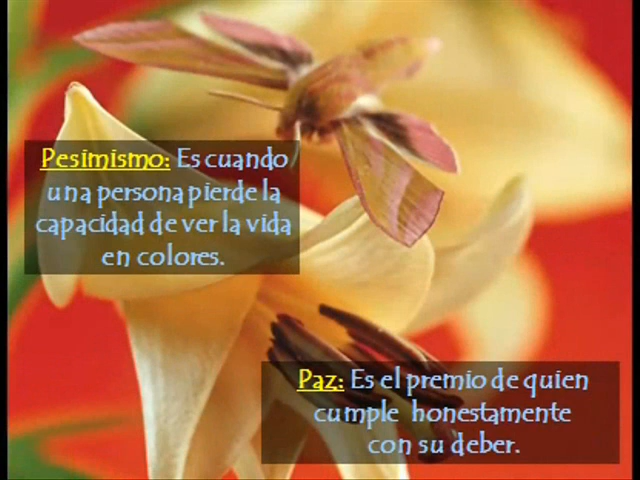 Pesimismo: Es cuando
una persona pierde la
capacidad de ver la vida
en colores.
Paz: Es el premio de quien
cumple honestamente
con su deber.